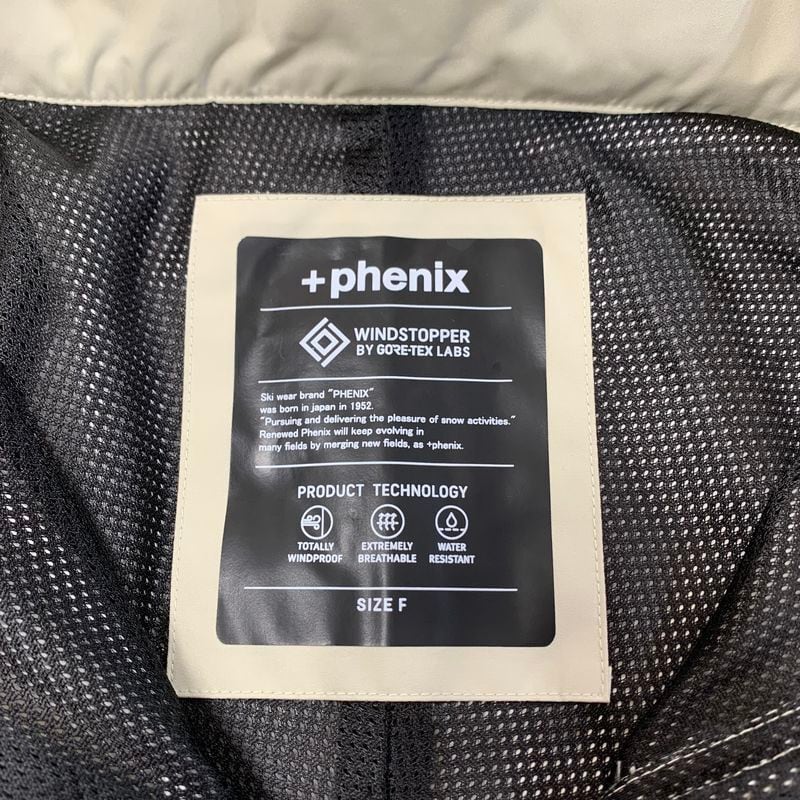 +phenix
WINDSTOPPER
BY GORE-TEX LABS
Ski wear brand "PHENIX"
was born in japan in 1952.
"Pursuing and delivering the pleasure of snow activities."
Renewed Phenix will keep evolving in
many fields by merging new fields, as +phenix.
PRODUCT TECHNOLOGY
TOTALLY WINDPROOF
EXTREMELY BREATHABLE
WATER RESISTANT
SIZE F